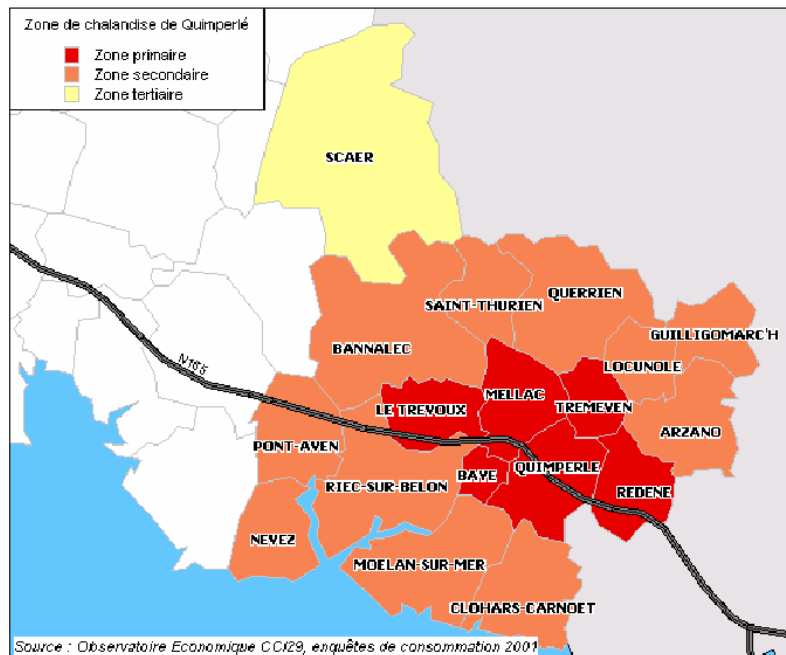 Zone de chalandise de Quimperlé
Zone primaire
Zone secondaire
Zone tertiaire
SCAER
SAINT-THURIEN
QUERRIEN
GUILLIGOMARC'H
BANNALEC
LOCUNOLE
N165
MELLAC
LE TREVOUX
TREMEVEN
ARZANO
PONT-AVEN
BAYE
QUIMPERLE
RIEC-SUR-BELON
REDENE
NEVEZ
MOELAN-SUR-MER
CLOHARS-CARNOET
Source : Observatoire Economique CCI29, enquêtes de consommation 2001